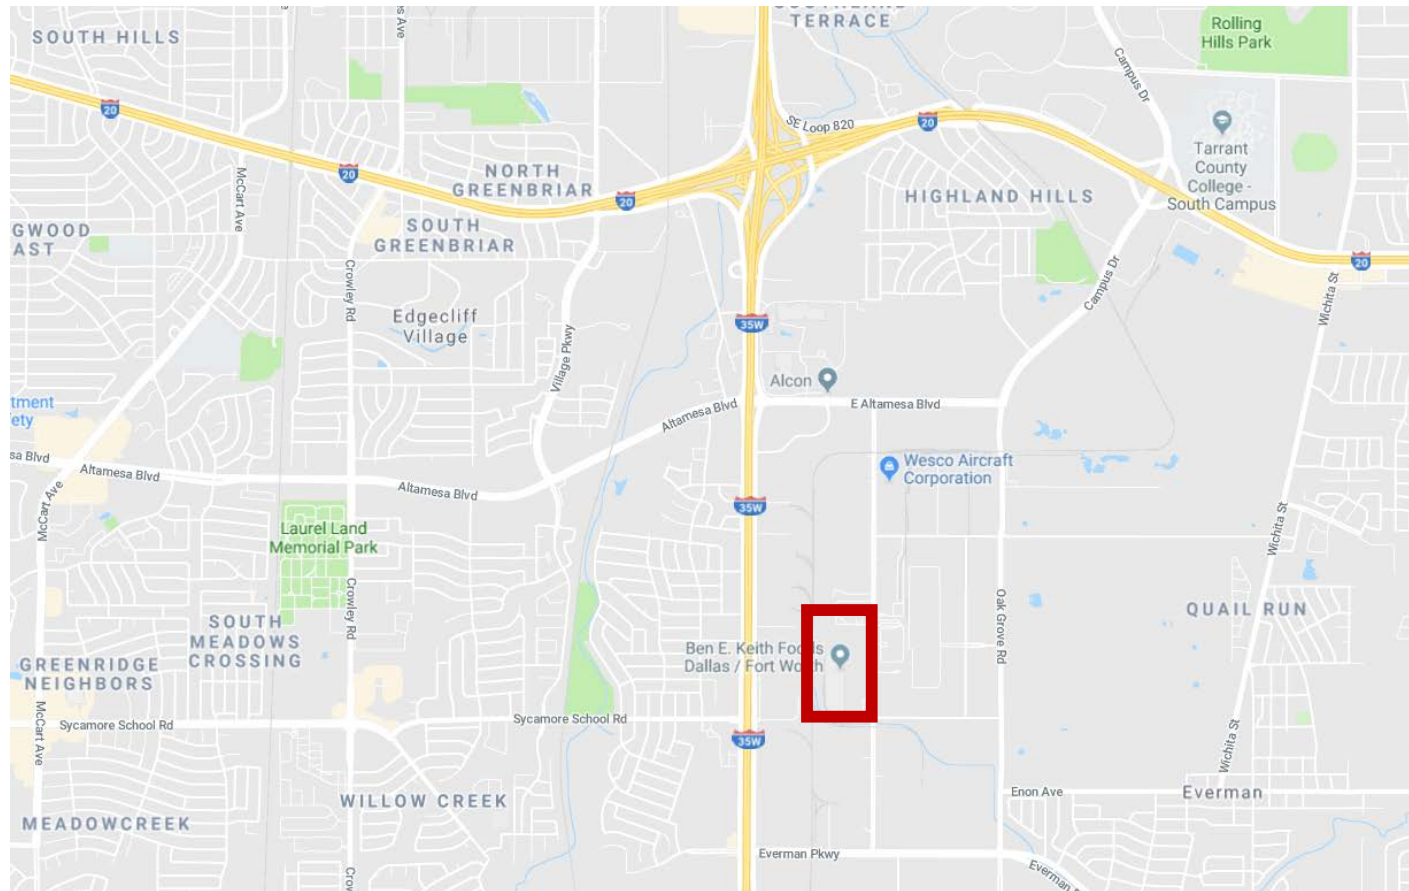 SOUTH HILLS
TERRACE
Rolling
Hills Park
Campus Dr
20
SE Loop 820
20
Tarrant
County
College -
South Campus
McCart Ave
20
NORTH
GREENBRIAR
20
HIGHLAND HILLS
SOUTH
GREENBRIAR
GWOOD
AST
20
Crowley Rd
Campus Dr
Wichita St
Edgecliff
Village
35W
Village Pkwy
Alcon
tment
ety
Altamesa Blvd
E Altamesa Blvd
sa Blvd
Altamesa Blvd
Altamesa Blvd
Wesco Aircraft
Corporation
McCart Ave
35W
Laurel Land
Memorial Park
Wichita St
Crowley Rd
Oak Grove Rd
QUAIL RUN
SOUTH
MEADOWS
CROSSING
Ben E. Keith Foods
Dallas / Fort Worth
GREENRIDGE
NEIGHBORS
McCart Ave
Sycamore School Rd
Sycamore School Rd
35W
Wichita St
WILLOW CREEK
Enon Ave
Everman
MEADOWCREEK
Everman Pkwy
Crow
Everman